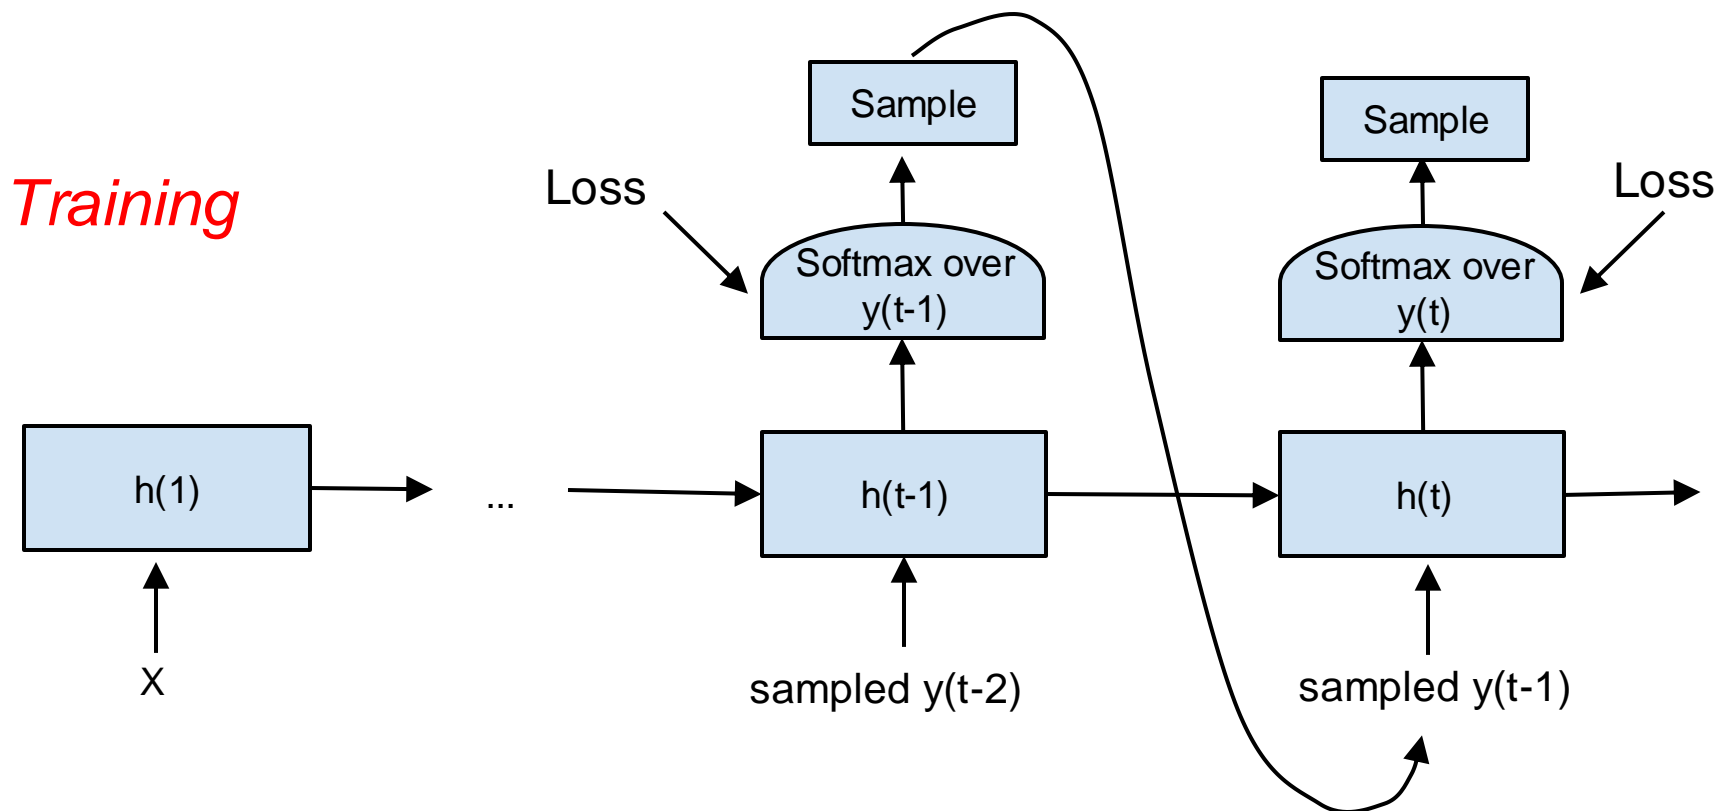 Training
Loss
Sample
Softmax over
y(t-1)
Sample
Softmax over
y(t)
Loss
h(1)
...
h(t-1)
h(t)
X
sampled y(t-2)
sampled y(t-1)